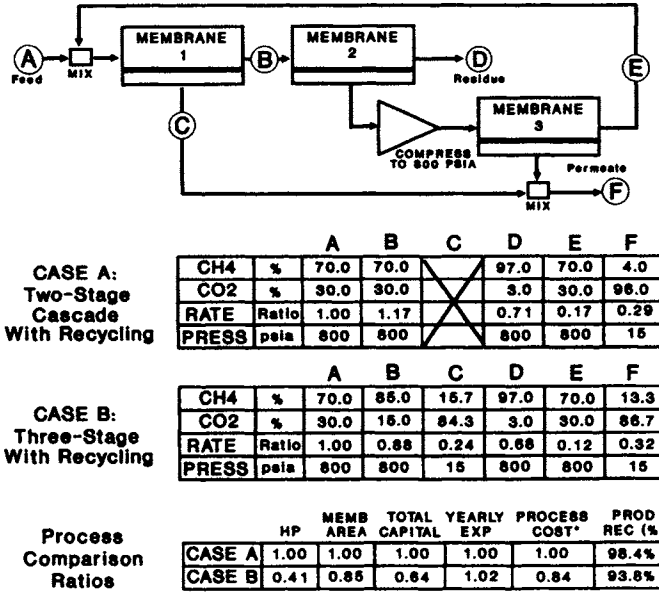 MEMBRANE 1
MEMBRANE 2
A
B
D
E
Feed
MIX
Residue
C
MEMBRANE 3
COMPRESS TO 800 PSIA
Permeate
MIX
F
A B C D E F
CASE A: Two-Stage Cascade With Recycling
CH4 % 70.0 70.0 97.0 70.0 4.0
CO2 % 30.0 30.0 3.0 30.0 96.0
RATE Ratio 1.00 1.17 0.71 0.17 0.29
PRESS psia 800 800 800 800 15
A B C D E F
CASE B: Three-Stage With Recycling
CH4 % 70.0 85.0 15.7 97.0 70.0 13.3
CO2 % 30.0 15.0 84.3 3.0 30.0 86.7
RATE Ratio 1.00 0.88 0.24 0.68 0.12 0.32
PRESS psia 800 800 15 800 800 15
Process Comparison Ratios
HP MEMB AREA TOTAL CAPITAL YEARLY EXP PROCESS COST* PROD REC (%
CASE A 1.00 1.00 1.00 1.00 1.00 98.4%
CASE B 0.41 0.85 0.64 1.02 0.84 93.8%